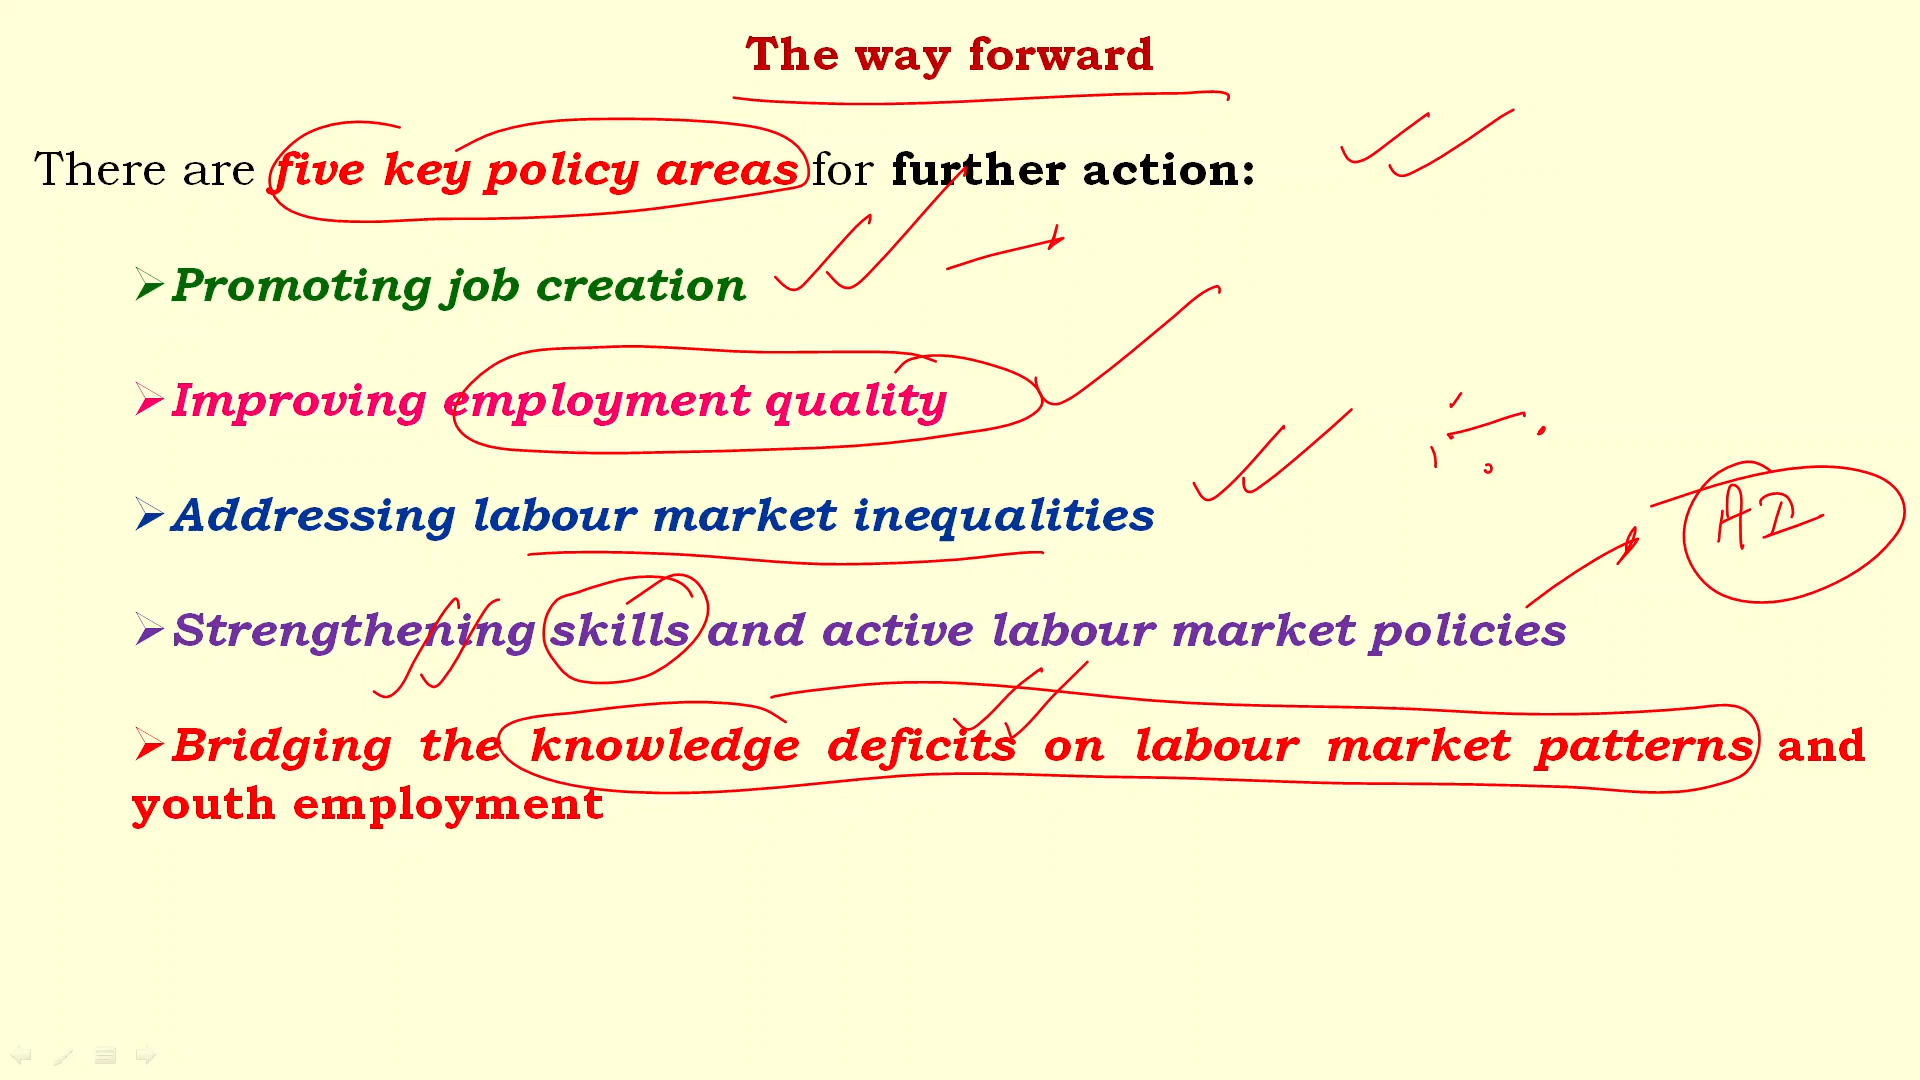 The way forward
There are five key policy areas for further action:
Promoting job creation
Improving employment quality
Addressing labour market inequalities
AI
Strengthening skills and active labour market policies
Bridging the knowledge deficits on labour market patterns and
youth employment